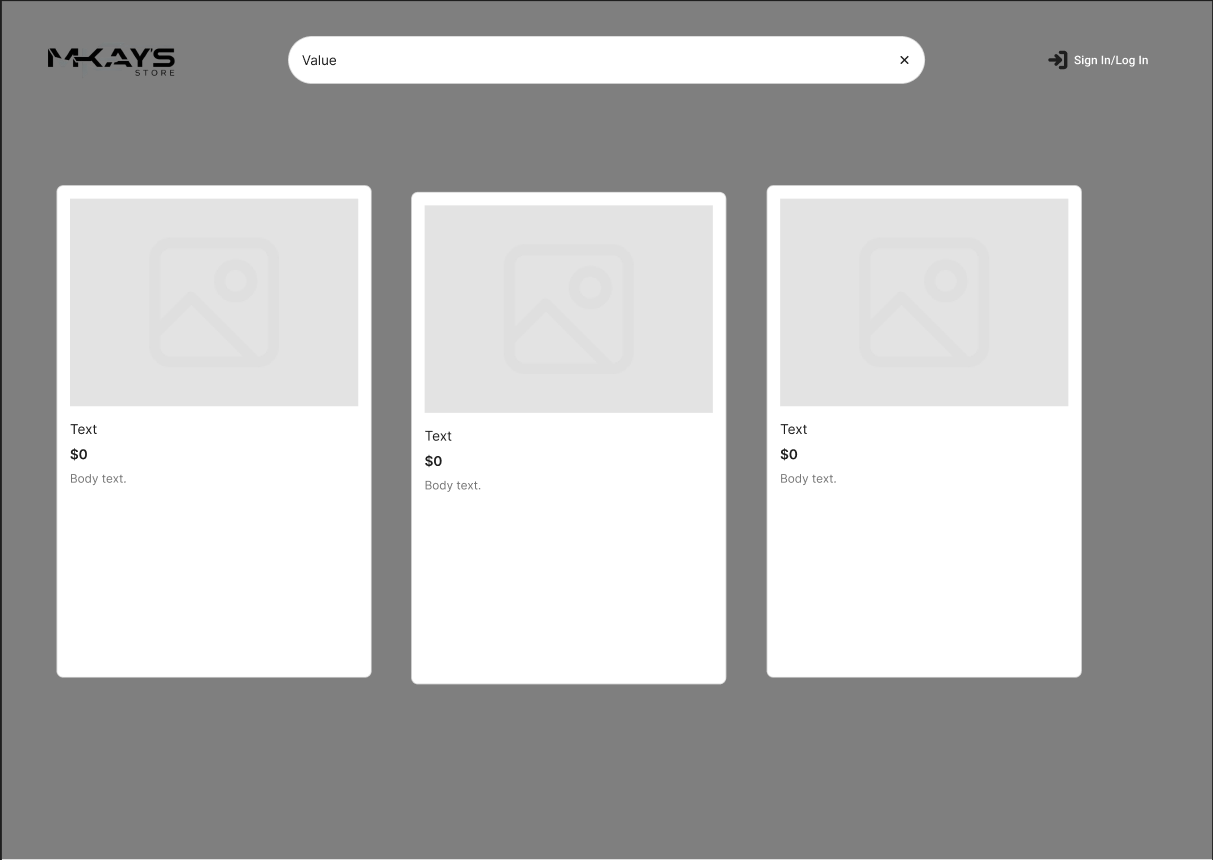 MKAY'S
STORE
Value
Sign In/Log In
Text
$0
Body text.
Text
$0
Body text.
Text
$0
Body text.